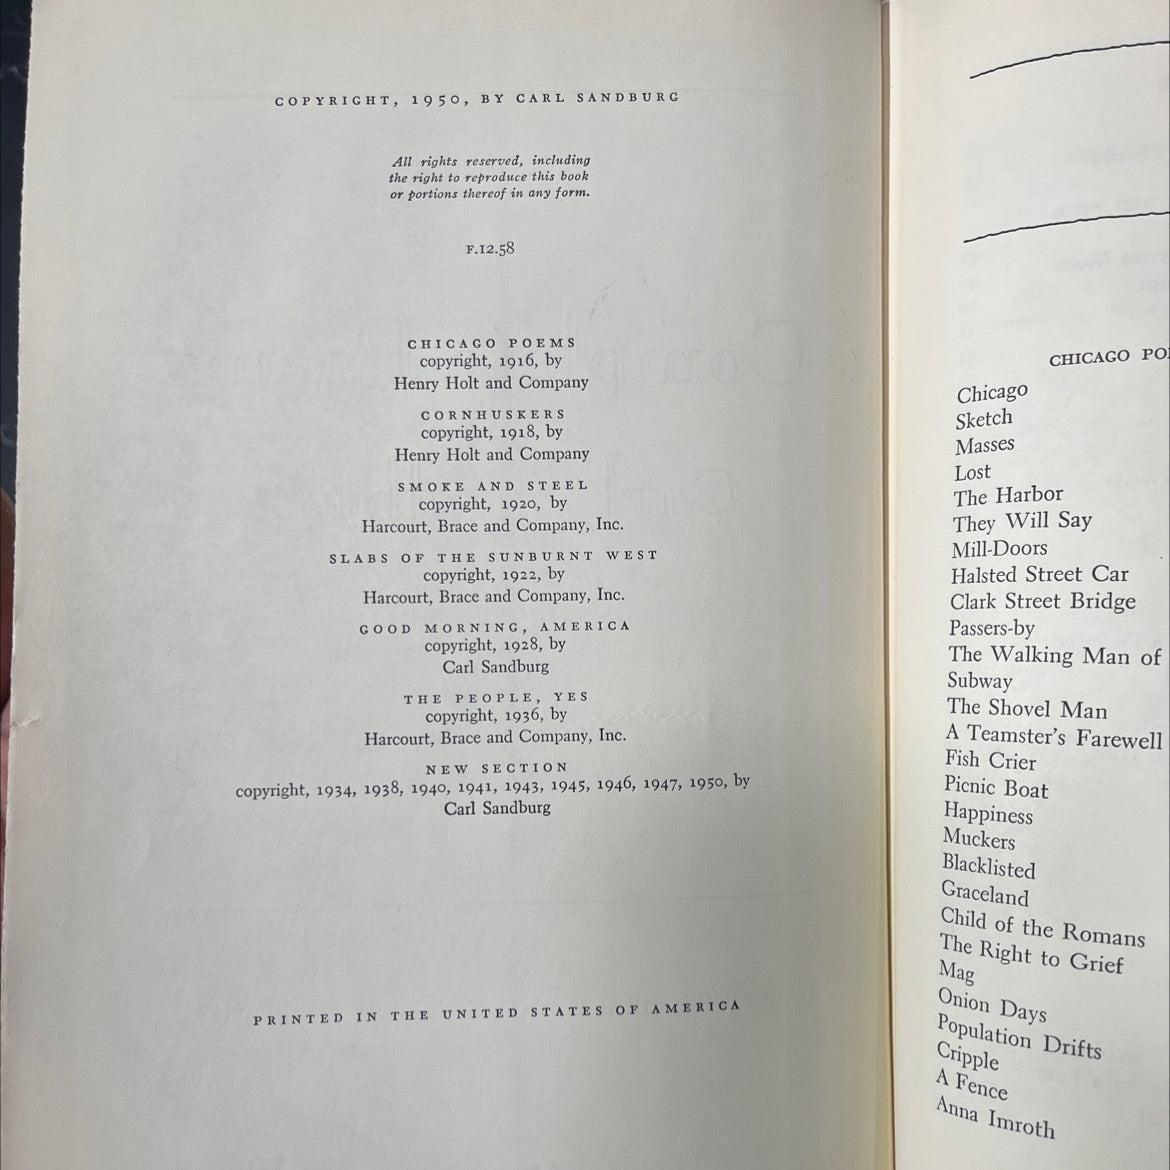 COPYRIGHT, 1950, BY CARL SANDBURG
All rights reserved, including
the right to reproduce this book
or portions thereof in any form.
F.12.58
CHICAGO POEMS
copyright, 1916, by
Henry Holt and Company
CORNHUSKERS
copyright, 1918, by
Henry Holt and Company
SMOKE AND STEEL
copyright, 1920, by
Harcourt, Brace and Company, Inc.
SLABS OF THE SUNBURNT WEST
copyright, 1922, by
Harcourt, Brace and Company, Inc.
GOOD MORNING, AMERICA
copyright, 1928, by
Carl Sandburg
THE PEOPLE, YES
copyright, 1936, by
Harcourt, Brace and Company, Inc.
NEW SECTION
copyright, 1934, 1938, 1940, 1941, 1943, 1945, 1946, 1947, 1950, by
Carl Sandburg
PRINTED IN THE UNITED STATES OF AMERICA
CHICAGO PO
Chicago
Sketch
Masses
Lost
The Harbor
They Will Say
Mill-Doors
Halsted Street Car
Clark Street Bridge
Passers-by
The Walking Man of
Subway
The Shovel Man
A Teamster's Farewell
Fish Crier
Picnic Boat
Happiness
Muckers
Blacklisted
Graceland
Child of the Romans
The Right to Grief
Mag
Onion Days
Population Drifts
Cripple
A Fence
Anna Imroth